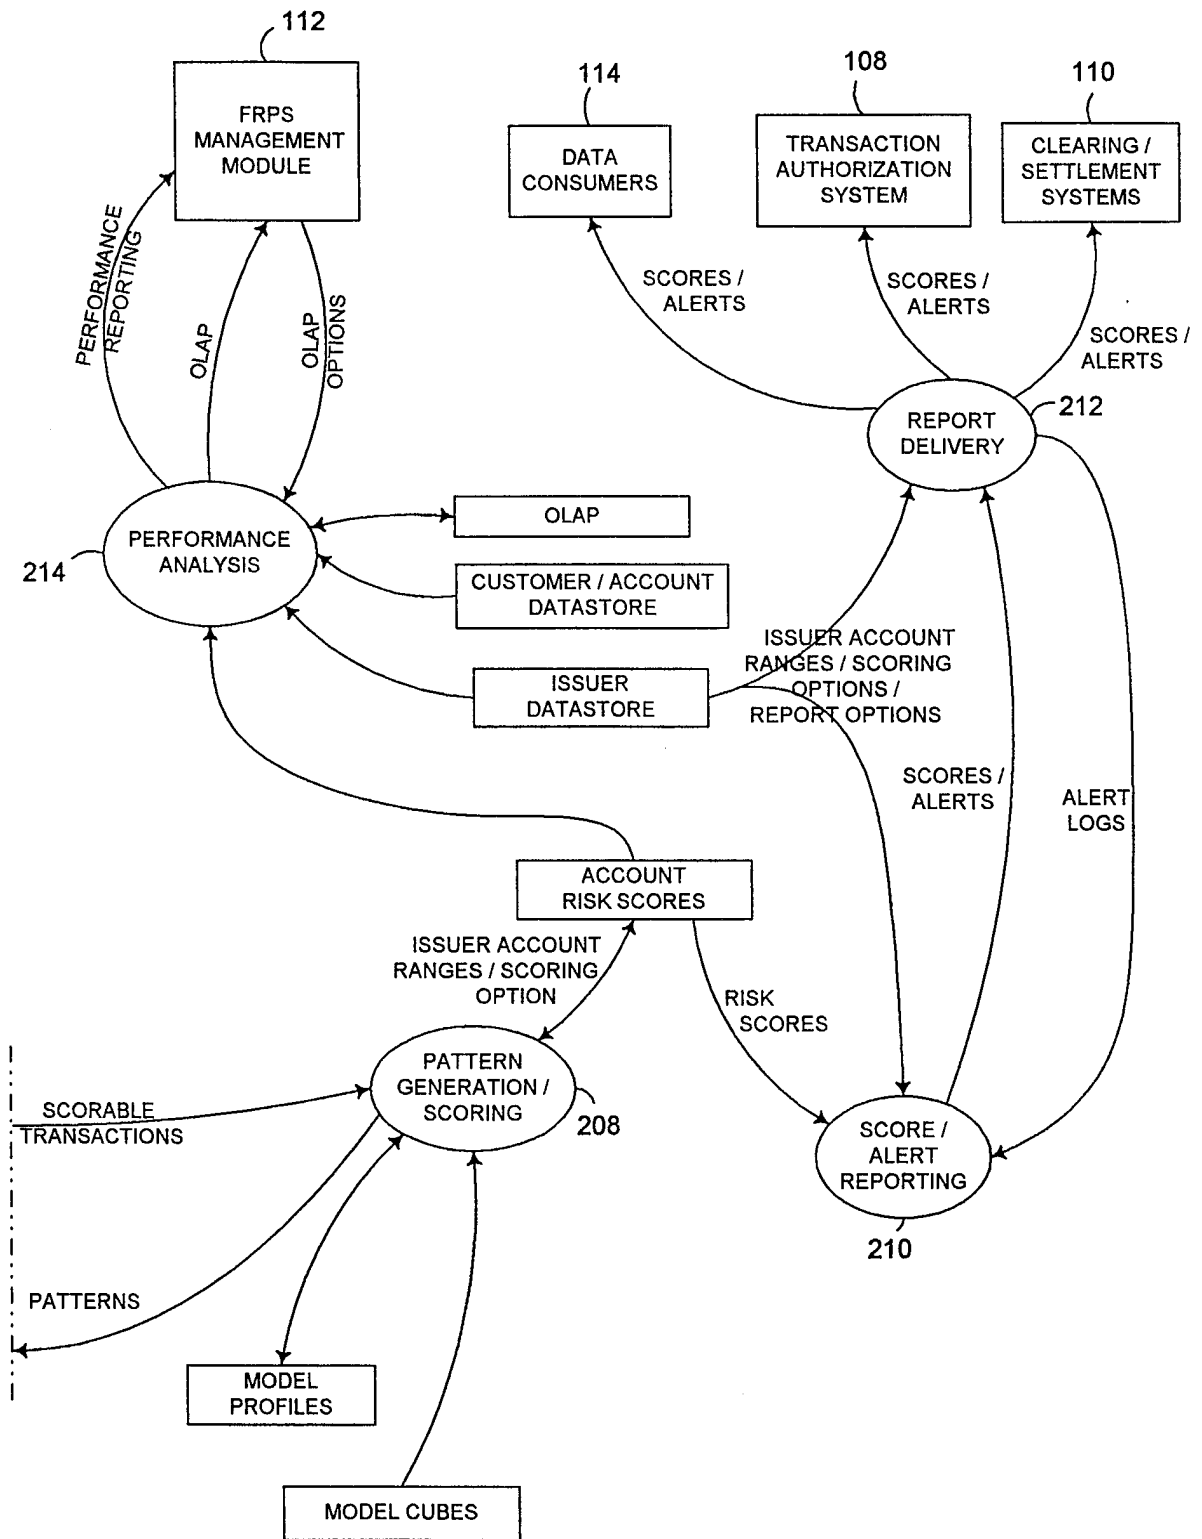 112
FRPS
MANAGEMENT
MODULE
114
DATA
CONSUMERS
108
TRANSACTION
AUTHORIZATION
SYSTEM
110
CLEARING /
SETTLEMENT
SYSTEMS
PERFORMANCE
REPORTING
OLAP
OLAP
OPTIONS
SCORES /
ALERTS
SCORES /
ALERTS
SCORES /
ALERTS
REPORT
DELIVERY
212
PERFORMANCE
ANALYSIS
214
OLAP
CUSTOMER / ACCOUNT
DATASTORE
ISSUER
DATASTORE
ISSUER ACCOUNT
RANGES / SCORING
OPTIONS /
REPORT OPTIONS
SCORES /
ALERTS
ALERT
LOGS
ACCOUNT
RISK SCORES
ISSUER ACCOUNT
RANGES / SCORING
OPTION
RISK
SCORES
PATTERN
GENERATION /
SCORING
208
SCORABLE
TRANSACTIONS
SCORE /
ALERT
REPORTING
210
PATTERNS
MODEL
PROFILES
MODEL CUBES